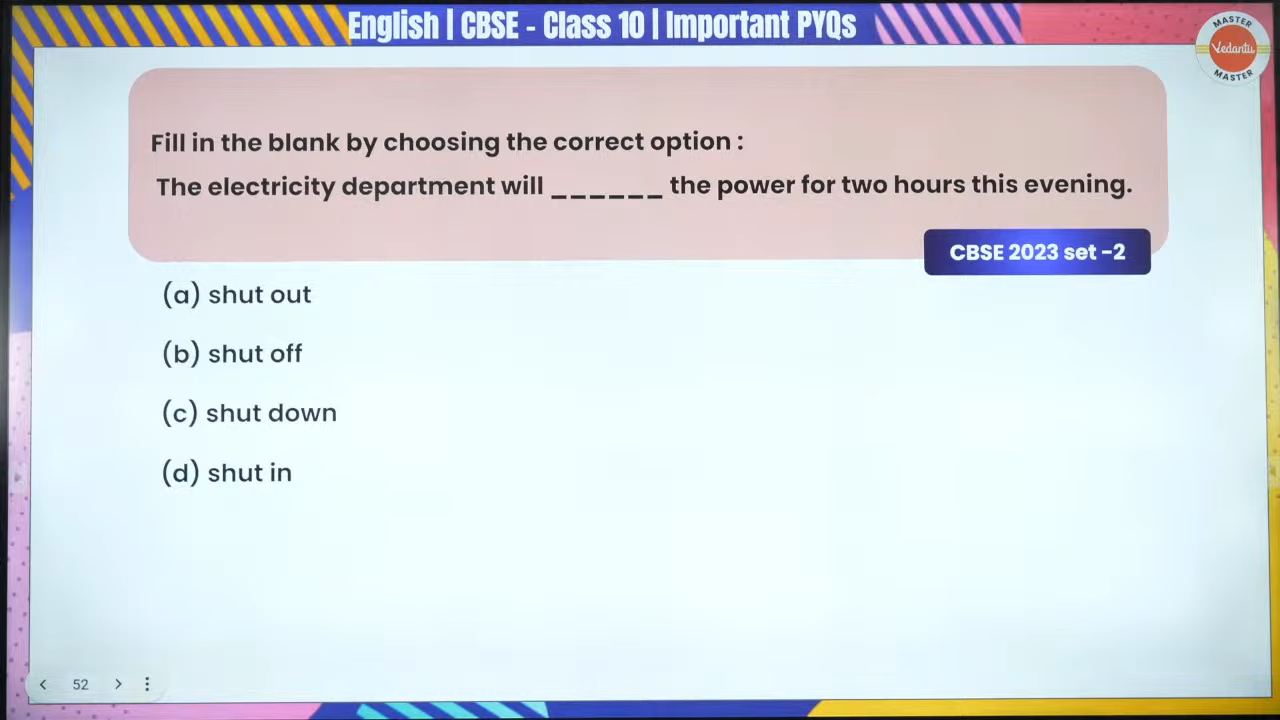 English | CBSE - Class 10 | Important PYQs
MASTER
Vedantu
MASTER
Fill in the blank by choosing the correct option :
The electricity department will ______ the power for two hours this evening.
CBSE 2023 set -2
(a) shut out
(b) shut off
(c) shut down
(d) shut in
52